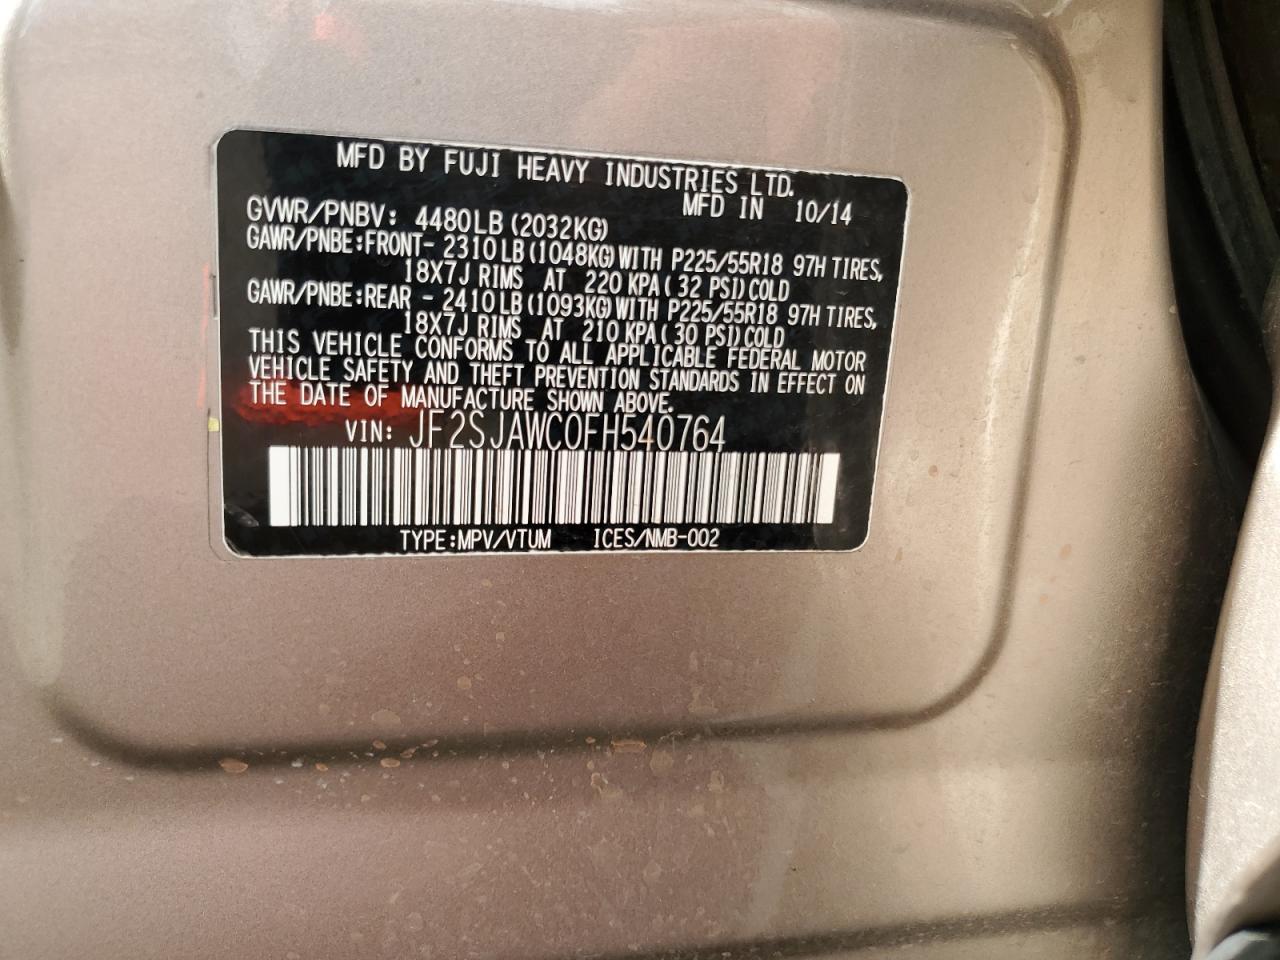 MFD BY FUJI HEAVY INDUSTRIES LTD.
MFD IN 10/14
GVWR/PNBV: 4480LB (2032KG)
GAWR/PNBE:FRONT- 2310LB (1048KG)WITH P225/55R18 97H TIRES,
18X7J RIMS AT 220 KPA( 32 PSI)COLD
GAWR/PNBE:REAR - 2410LB (1093KG)WITH P225/55R18 97H TIRES,
18X7J RIMS AT 210 KPA(30 PSI)COLD
THIS VEHICLE CONFORMS TO ALL APPLICABLE FEDERAL MOTOR
VEHICLE SAFETY AND THEFT PREVENTION STANDARDS IN EFFECT ON
THE DATE OF MANUFACTURE SHOWN ABOVE.
VIN: JF2SJAWC0FH540764
TYPE:MPV/VTUM ICES/NMB-002